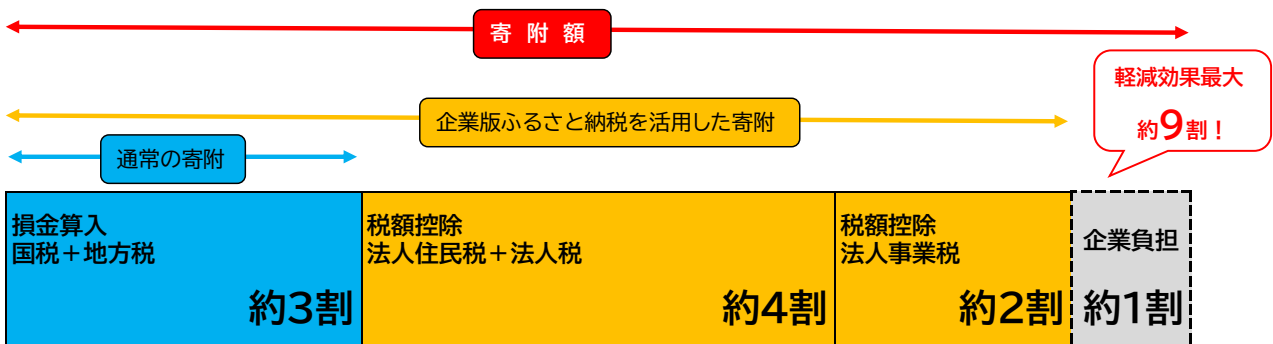 寄 附 額
軽減効果最大
約9割！
企業版ふるさと納税を活用した寄附
通常の寄附
損金算入
国税＋地方税
約3割
税額控除
法人住民税＋法人税
約4割
税額控除
法人事業税
約2割
企業負担
約1割